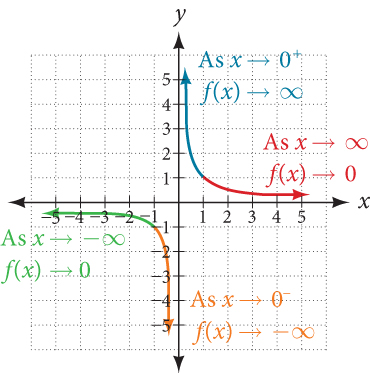 y
As x → 0⁺
f(x) → ∞
5
4
3
2
1
As x → ∞
f(x) → 0
x
−5 −4 −3 −2 −1
1 2 3 4 5
As x → −∞
f(x) → 0
−1
−2
−3
−4
−5
As x → 0⁻
f(x) → −∞